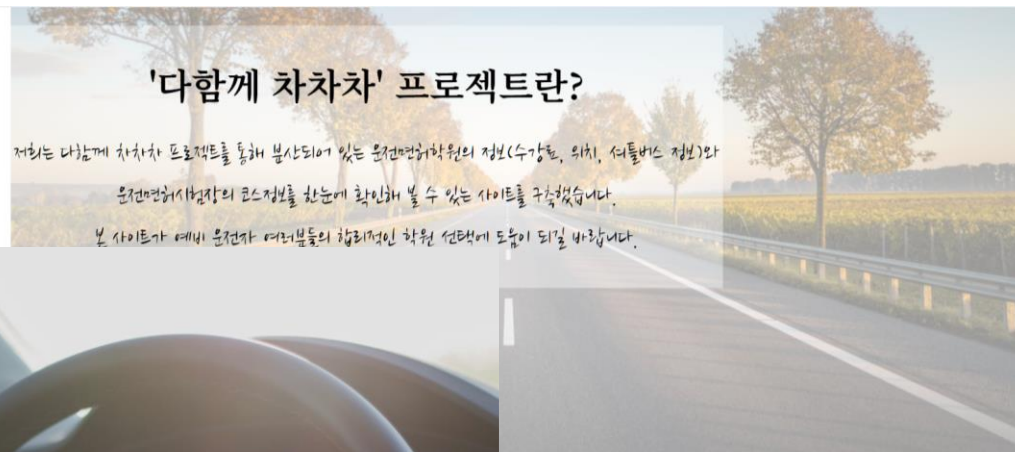 '다함께 차차차' 프로젝트란?
저희는 다함께 차차차 프로젝트를 통해 분산되어 있는 운전면허학원의 정보(수강료, 위치, 셔틀버스 정보)와
운전면허시험장의 코스정보를 한눈에 확인해 볼 수 있는 사이트를 구축했습니다.
본 사이트가 예비 운전자 여러분들의 합리적인 학원 선택에 도움이 되길 바랍니다.